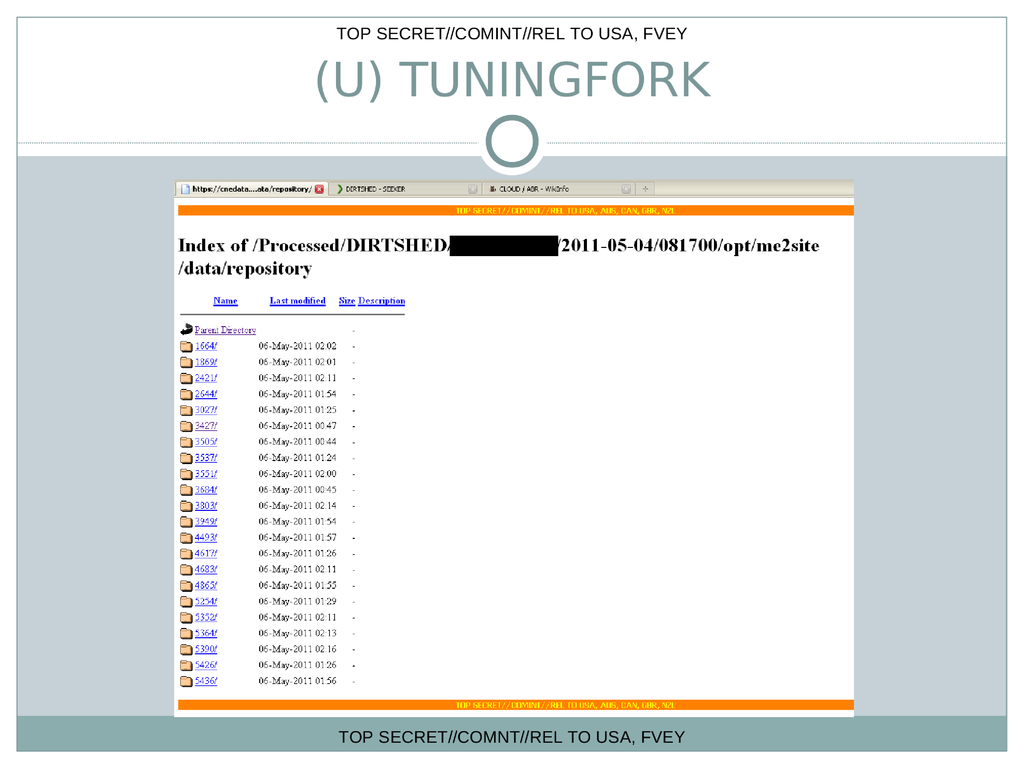 TOP SECRET//COMINT//REL TO USA, FVEY
(U) TUNINGFORK
https://cnedata....ata/repository/
DIRTSHED - SEEKER
CLOUD / ABR - WikiInfo
TOP SECRET//COMINT//REL TO USA, AUS, CAN, GBR, NZL
Index of /Processed/DIRTSHED/ /2011-05-04/081700/opt/me2site
/data/repository
Name Last modified Size Description
Parent Directory -
1664/ 06-May-2011 02:02 -
1869/ 06-May-2011 02:01 -
2421/ 06-May-2011 02:11 -
2644/ 06-May-2011 01:54 -
3027/ 06-May-2011 01:25 -
3427/ 06-May-2011 00:47 -
3505/ 06-May-2011 00:44 -
3537/ 06-May-2011 01:24 -
3551/ 06-May-2011 02:00 -
3684/ 06-May-2011 00:45 -
3803/ 06-May-2011 02:14 -
3949/ 06-May-2011 01:54 -
4493/ 06-May-2011 01:57 -
4617/ 06-May-2011 01:26 -
4683/ 06-May-2011 02:11 -
4865/ 06-May-2011 01:55 -
5254/ 06-May-2011 01:29 -
5352/ 06-May-2011 02:11 -
5364/ 06-May-2011 02:13 -
5390/ 06-May-2011 02:16 -
5426/ 06-May-2011 01:26 -
5436/ 06-May-2011 01:56 -
TOP SECRET//COMINT//REL TO USA, AUS, CAN, GBR, NZL
TOP SECRET//COMNT//REL TO USA, FVEY